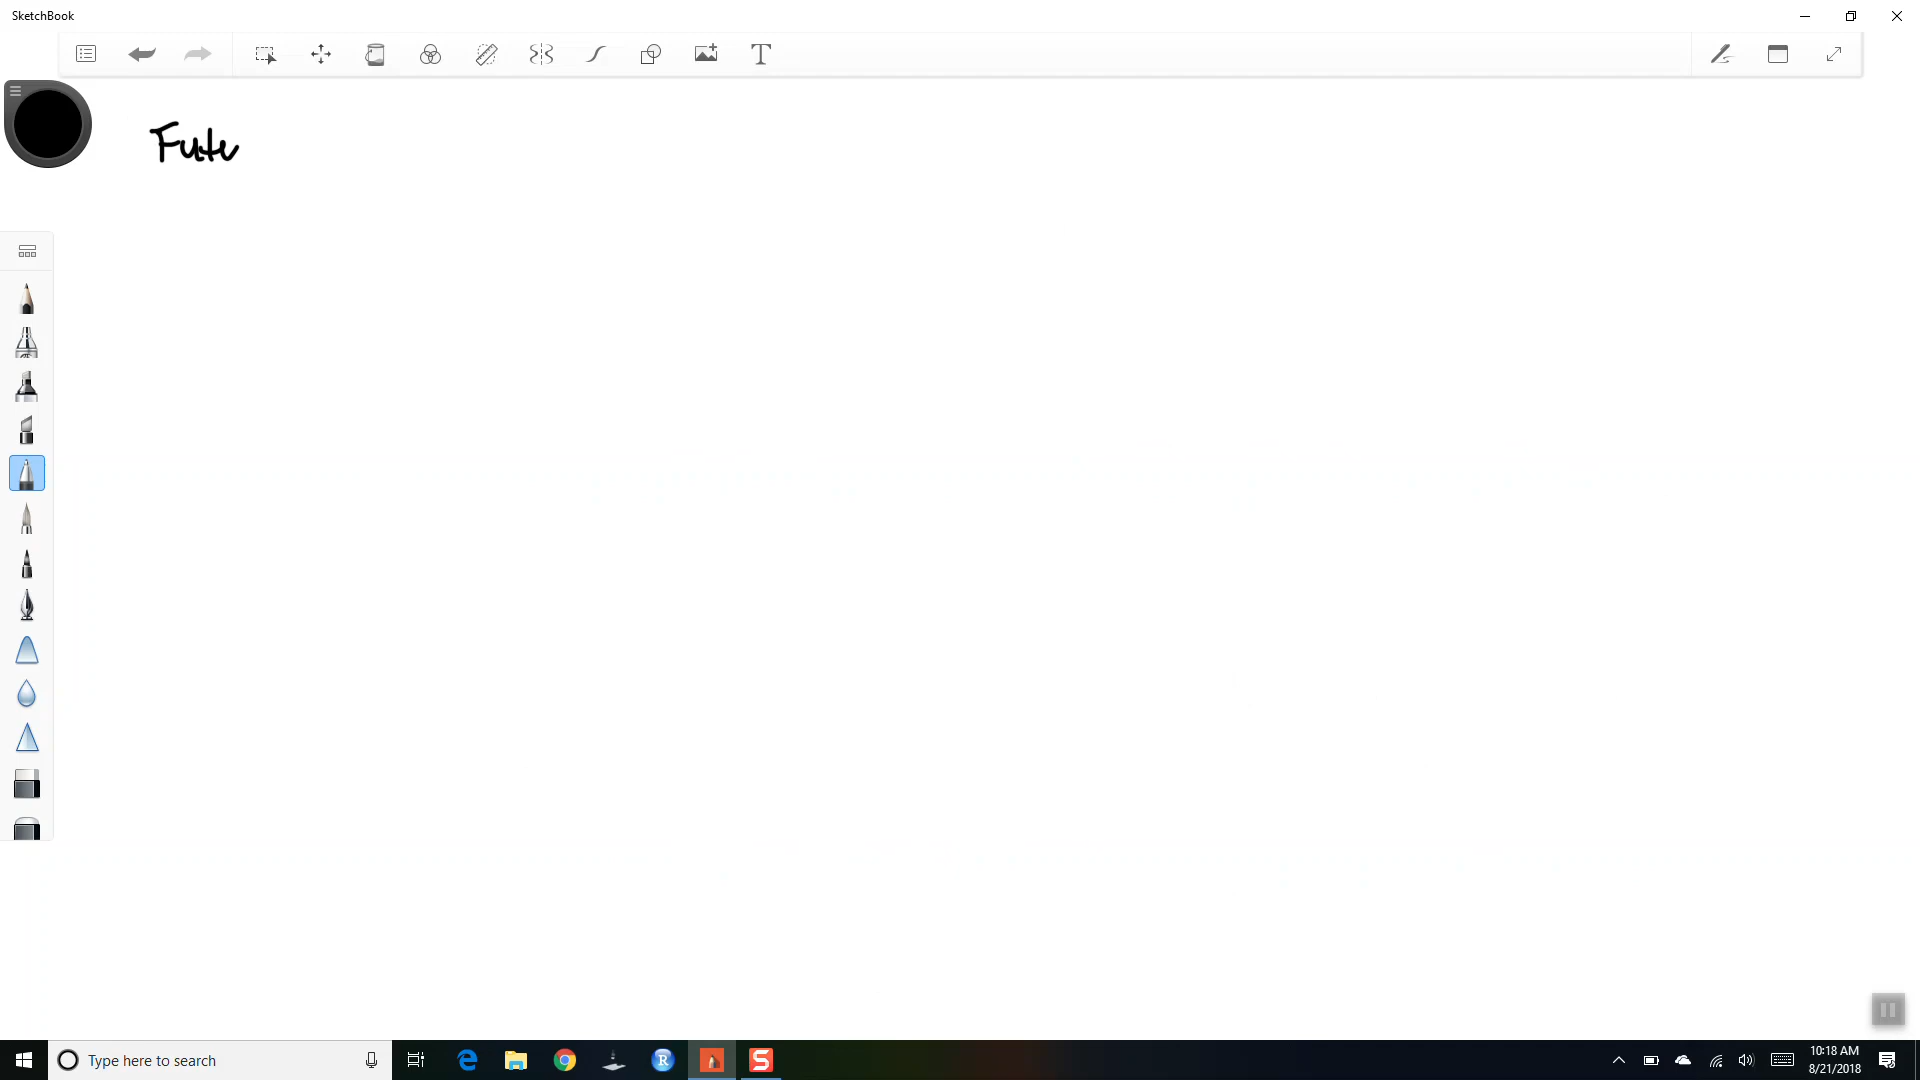 SketchBook
T
Futu
Type here to search
R
S
10:18 AM
8/21/2018